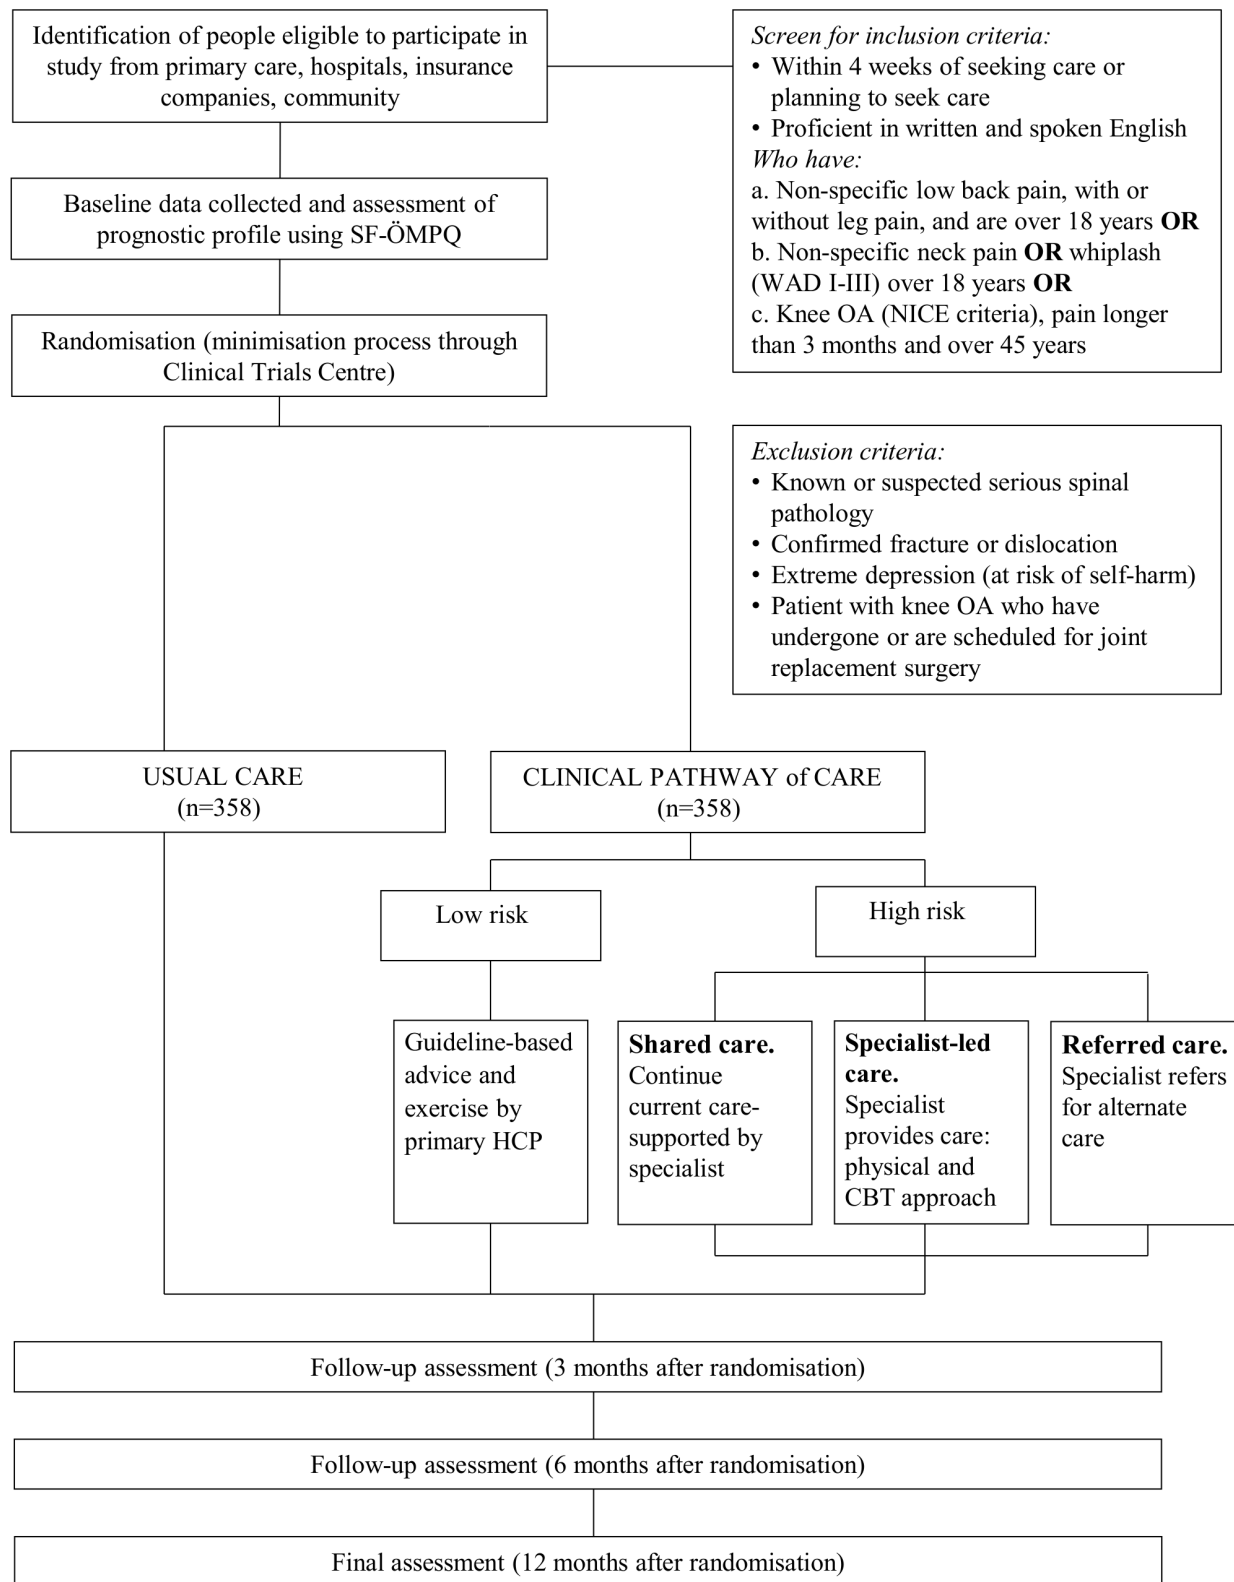 Identification of people eligible to participate in
study from primary care, hospitals, insurance
companies, community
Screen for inclusion criteria:
• Within 4 weeks of seeking care or
planning to seek care
• Proficient in written and spoken English
Who have:
a. Non-specific low back pain, with or
without leg pain, and are over 18 years OR
b. Non-specific neck pain OR whiplash
(WAD I-III) over 18 years OR
c. Knee OA (NICE criteria), pain longer
than 3 months and over 45 years
Baseline data collected and assessment of
prognostic profile using SF-ÖMPQ
Randomisation (minimisation process through
Clinical Trials Centre)
Exclusion criteria:
• Known or suspected serious spinal
pathology
• Confirmed fracture or dislocation
• Extreme depression (at risk of self-harm)
• Patient with knee OA who have
undergone or are scheduled for joint
replacement surgery
USUAL CARE
(n=358)
CLINICAL PATHWAY of CARE
(n=358)
Low risk
High risk
Guideline-based
advice and
exercise by
primary HCP
Shared care.
Continue
current care-
supported by
specialist
Specialist-led
care.
Specialist
provides care:
physical and
CBT approach
Referred care.
Specialist refers
for alternate
care
Follow-up assessment (3 months after randomisation)
Follow-up assessment (6 months after randomisation)
Final assessment (12 months after randomisation)